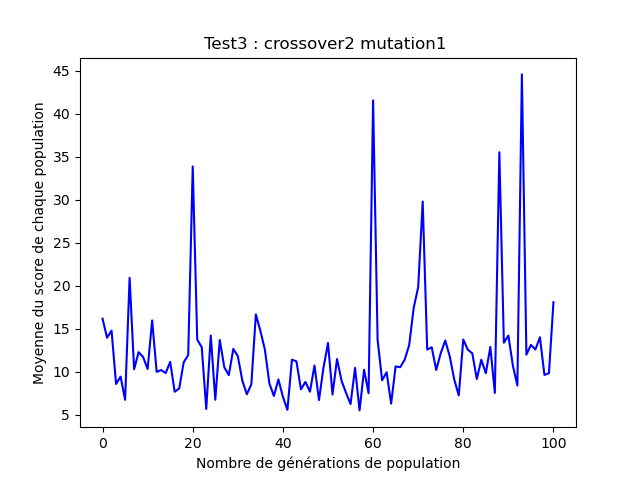 Test3 : crossover2 mutation1
Moyenne du score de chaque population
45
40
35
30
25
20
15
10
5
0 20 40 60 80 100
Nombre de générations de population